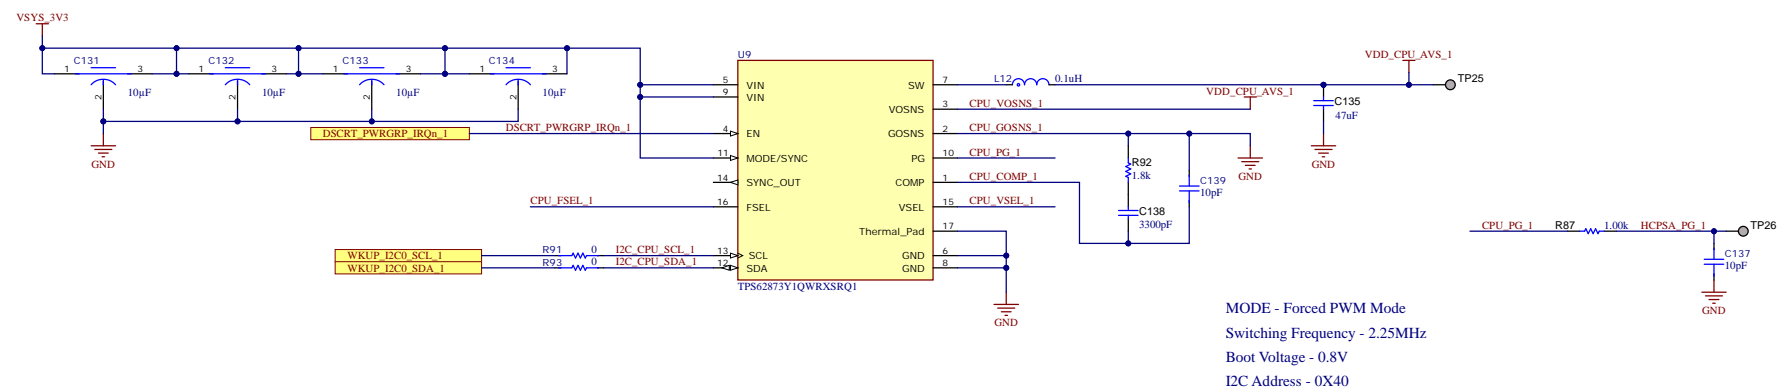 VSYS_3V3
C131
1 3
2
10µF
C132
1 3
2
10µF
C133
1 3
2
10µF
C134
1 3
2
10µF
GND
DSCRT_PWRGRP_IRQn_1
DSCRT_PWRGRP_IRQn_1
CPU_FSEL_1
WKUP_I2C0_SCL_1
R91 0
I2C_CPU_SCL_1
WKUP_I2C0_SDA_1
R93 0
I2C_CPU_SDA_1
U9
5 VIN
9 VIN
4 EN
11 MODE/SYNC
14 SYNC_OUT
16 FSEL
13 SCL
12 SDA
SW 7
VOSNS 3
GOSNS 2
PG 10
COMP 1
VSEL 15
Thermal_Pad 17
GND 6
GND 8
TPS62873Y1QWRXSRQ1
L12 0.1uH
CPU_VOSNS_1
VDD_CPU_AVS_1
CPU_GOSNS_1
CPU_PG_1
CPU_COMP_1
CPU_VSEL_1
R92
1.8k
C138
3300pF
C139
10pF
GND
GND
VDD_CPU_AVS_1
TP25
C135
47uF
GND
CPU_PG_1
R87 1.00k
HCPSA_PG_1
TP26
C137
10pF
GND
MODE - Forced PWM Mode
Switching Frequency - 2.25MHz
Boot Voltage - 0.8V
I2C Address - 0X40